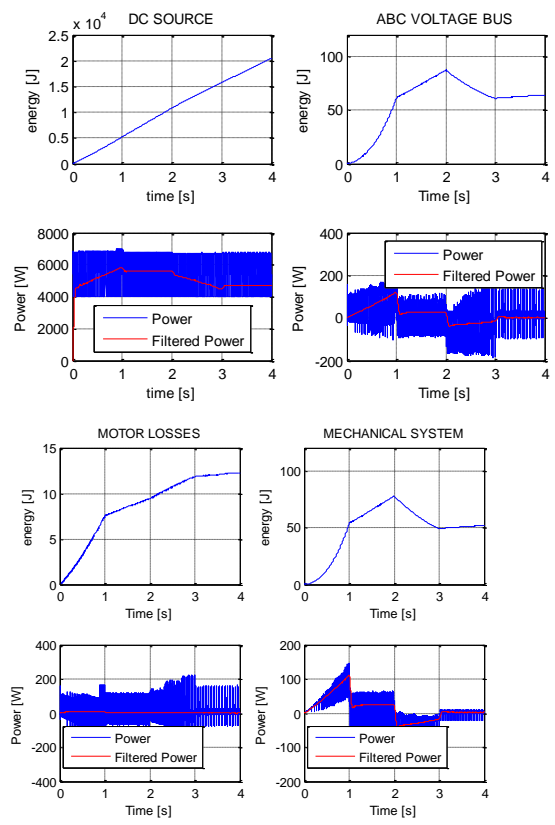 DC SOURCE
x 10^4
2.5
2
1.5
1
0.5
0
energy [J]
0 1 2 3 4
time [s]
ABC VOLTAGE BUS
100
50
0
energy [J]
0 1 2 3 4
Time [s]
8000
6000
4000
2000
0
Power [W]
Power
Filtered Power
0 1 2 3 4
time [s]
400
200
0
-200
Power [W]
Power
Filtered Power
0 1 2 3 4
Time [s]
MOTOR LOSSES
15
10
5
0
energy [J]
0 1 2 3 4
Time [s]
MECHANICAL SYSTEM
100
50
0
energy [J]
0 1 2 3 4
Time [s]
400
200
0
-200
-400
Power [W]
Power
Filtered Power
0 1 2 3 4
Time [s]
200
100
0
-100
-200
Power [W]
Power
Filtered Power
0 1 2 3 4
Time [s]